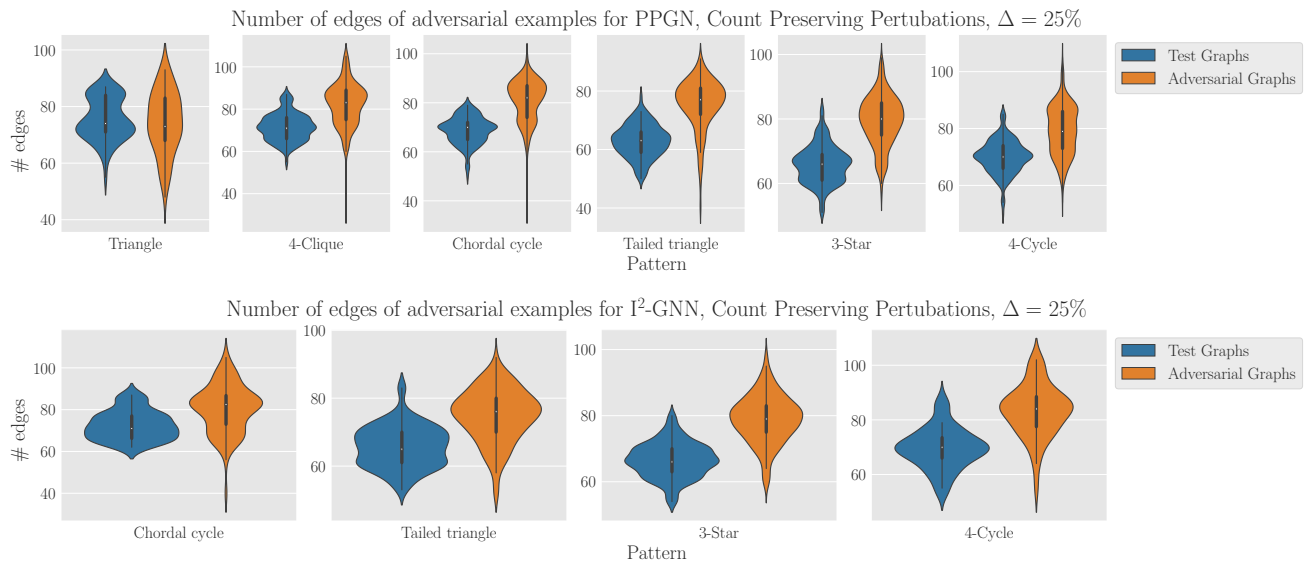 Number of edges of adversarial examples for PPGN, Count Preserving Pertubations, Δ = 25%
# edges
100
80
60
40
Triangle
100
80
60
40
4-Clique
100
80
60
40
Chordal cycle
80
60
40
Tailed triangle
100
80
60
3-Star
100
80
60
4-Cycle
Pattern
Test Graphs
Adversarial Graphs
Number of edges of adversarial examples for I²-GNN, Count Preserving Pertubations, Δ = 25%
# edges
100
80
60
40
Chordal cycle
100
80
60
Tailed triangle
100
80
60
3-Star
100
80
60
4-Cycle
Pattern
Test Graphs
Adversarial Graphs